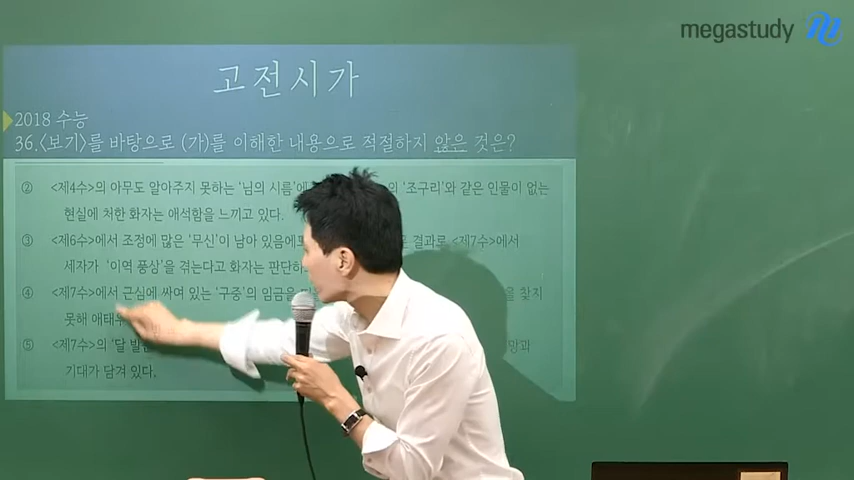 megastudy
고전시가
2018 수능
36.<보기>를 바탕으로 (가)를 이해한 내용으로 적절하지 않은 것은?
② <제4수>의 아무도 알아주지 못하는 '님의 시름'에 의 '조구리'와 같은 인물이 없는
현실에 처한 화자는 애석함을 느끼고 있다.
③ <제6수>에서 조정에 많은 '무신'이 남아 있음에 결과로 <제7수>에서
세자가 '이역 풍상'을 겪는다고 화자는 판단하
④ <제7수>에서 근심에 싸여 있는 '구중'의 임금을 을 찾지
못해 애태우
⑤ <제7수>의 '달 밝은 망과
기대가 담겨 있다.